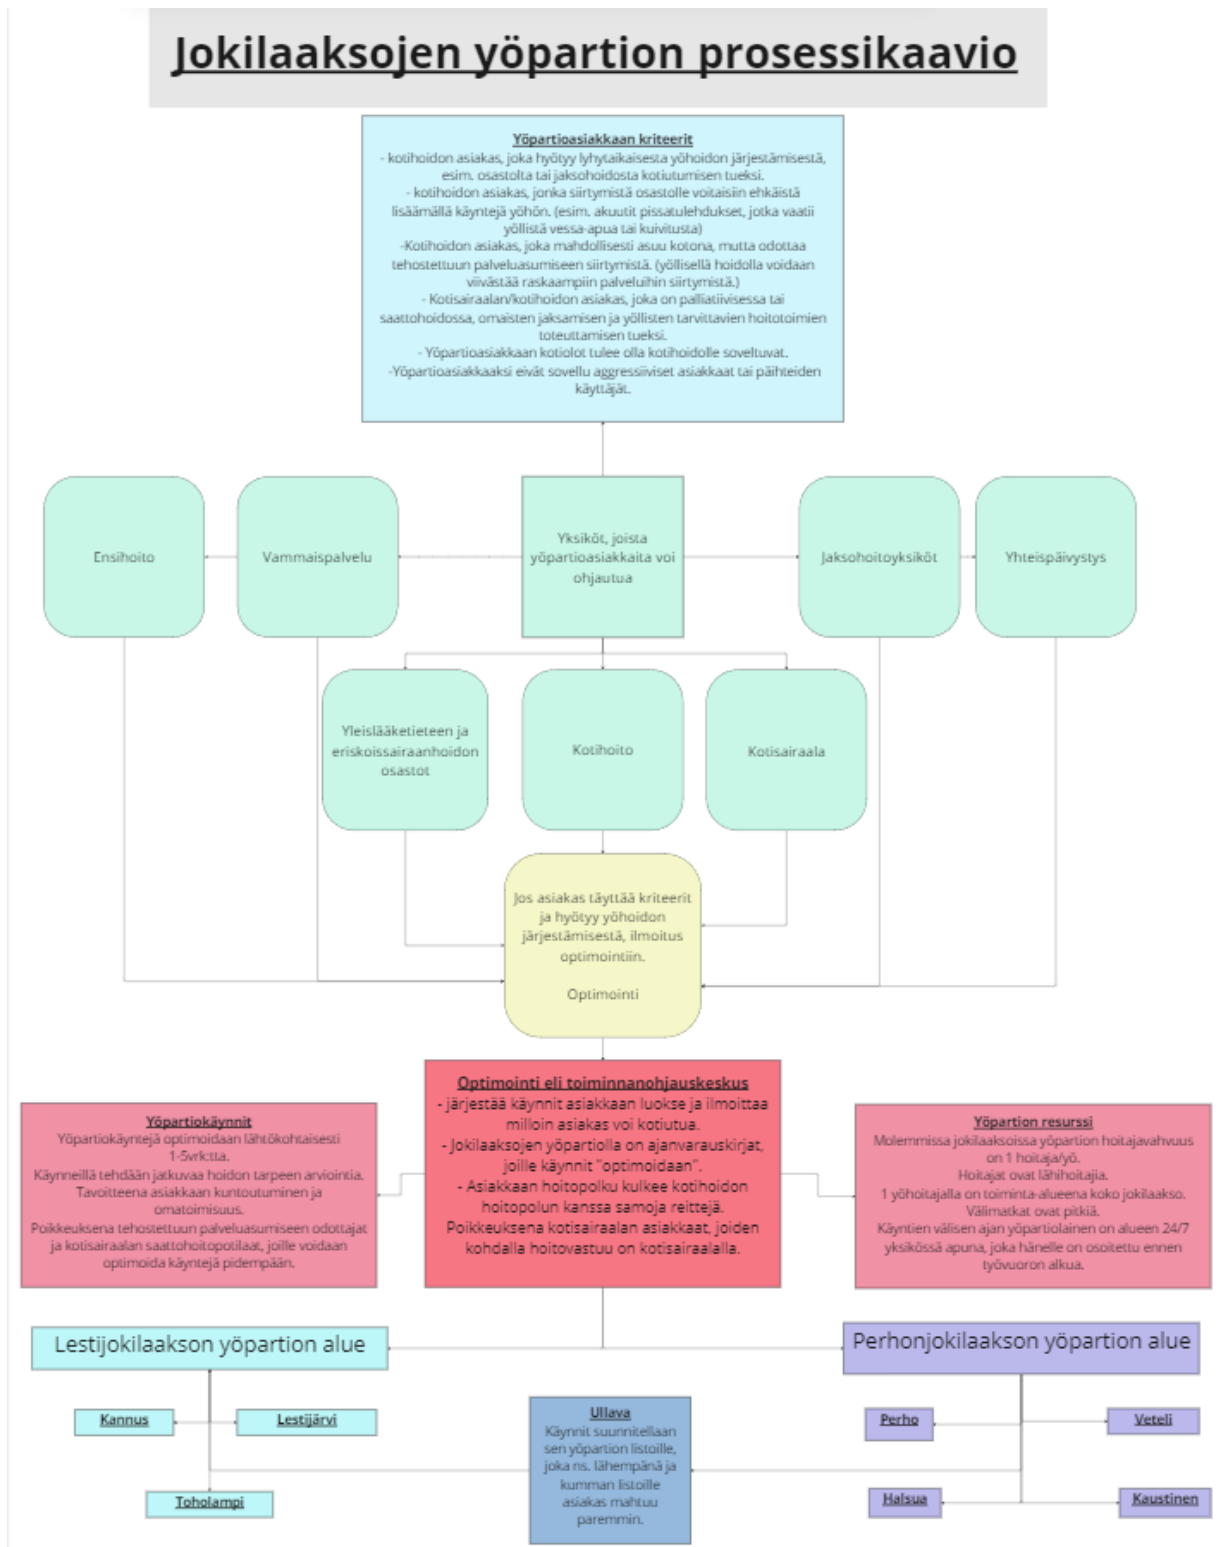 Jokilaaksojen yöpartion prosessikaavio
Yöpartioasiakkaan kriteerit
- kotihoidon asiakas, joka hyötyy lyhytaikaisesta yöhoidon järjestämisestä,
esim. osastolta tai jaksohoidosta kotiutumisen tueksi.
- kotihoidon asiakas, jonka siirtymistä osastolle voitaisiin ehkäistä
lisäämällä käyntejä yöhön. (esim. akuutit pissatulehdukset, jotka vaatii
yöllistä vessa-apua tai kuivitusta)
-Kotihoidon asiakas, joka mahdollisesti asuu kotona, mutta odottaa
tehostettuun palveluasumiseen siirtymistä. (yöllisellä hoidolla voidaan
viivästää raskaampiin palveluihin siirtymistä.)
- Kotisairaalan/kotihoidon asiakas, joka on palliatiivisessa tai
saattohoidossa, omaisten jaksamisen ja yöllisten tarvittavien hoitotoimien
toteuttamisen tueksi.
- Yöpartioasiakkaan kotiolot tulee olla kotihoidolle soveltuvat.
-Yöpartioasiakkaaksi eivät sovellu aggressiiviset asiakkaat tai päihteiden
käyttäjät.
Ensihoito
Vammaispalvelu
Yksiköt, joista
yöpartioasiakkaita voi
ohjautua
Jaksohoitoyksiköt
Yhteispäivystys
Yleislääketieteen ja
eriskoissairaanhoidon
osastot
Kotihoito
Kotisairaala
Jos asiakas täyttää kriteerit
ja hyötyy yöhoidon
järjestämisestä, ilmoitus
optimointiin.
Optimointi
Optimointi eli toiminnanohjauskeskus
- järjestää käynnit asiakkaan luokse ja ilmoittaa
milloin asiakas voi kotiutua.
- Jokilaaksojen yöpartiolla on ajanvarauskirjat,
joille käynnit "optimoidaan".
- Asiakkaan hoitopolku kulkee kotihoidon
hoitopolun kanssa samoja reittejä.
Poikkeuksena kotisairaalan asiakkaat, joiden
kohdalla hoitovastuu on kotisairaalalla.
Yöpartiokäynnit
Yöpartiokäyntejä optimoidaan lähtökohtaisesti
1-5vrk:tta.
Käynneillä tehdään jatkuvaa hoidon tarpeen arviointia.
Tavoitteena asiakkaan kuntoutuminen ja
omatoimisuus.
Poikkeuksena tehostettuun palveluasumiseen odottajat
ja kotisairaalan saattohoitopotilaat, joille voidaan
optimoida käyntejä pidempään.
Yöpartion resurssi
Molemmissa jokilaaksoissa yöpartion hoitajavahvuus
on 1 hoitaja/yö.
Hoitajat ovat lähihoitajia.
1 yöhoitajalla on toiminta-alueena koko jokilaakso.
Välimatkat ovat pitkiä.
Käyntien välisen ajan yöpartiolainen on alueen 24/7
yksikössä apuna, joka hänelle on osoitettu ennen
työvuoron alkua.
Lestijokilaakson yöpartion alue
Perhonjokilaakson yöpartion alue
Kannus
Lestijärvi
Toholampi
Ullava
Käynnit suunnitellaan
sen yöpartion listoille,
joka ns. lähempänä ja
kumman listoille
asiakas mahtuu
paremmin.
Perho
Veteli
Halsua
Kaustinen